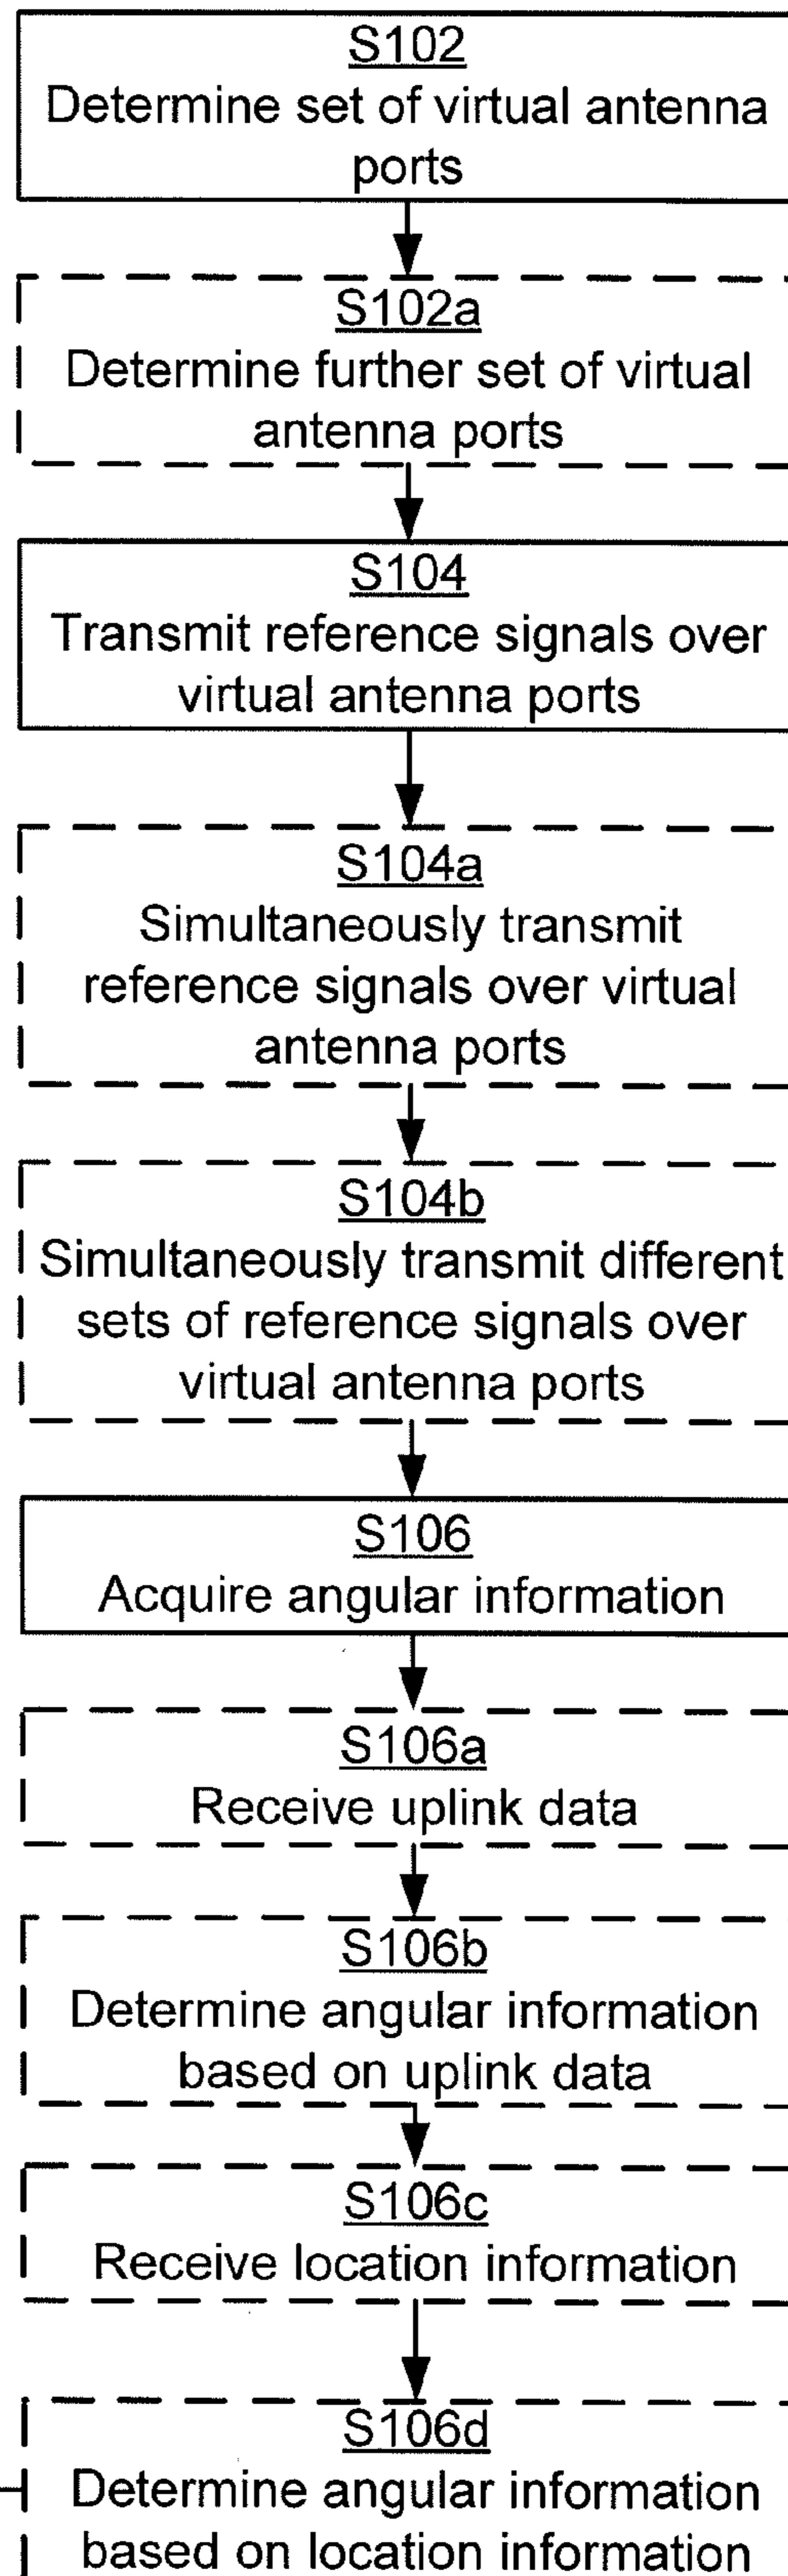 S102
Determine set of virtual antenna
ports
S102a
Determine further set of virtual
antenna ports
S104
Transmit reference signals over
virtual antenna ports
S104a
Simultaneously transmit
reference signals over virtual
antenna ports
S104b
Simultaneously transmit different
sets of reference signals over
virtual antenna ports
S106
Acquire angular information
S106a
Receive uplink data
S106b
Determine angular information
based on uplink data
S106c
Receive location information
S106d
Determine angular information
based on location information